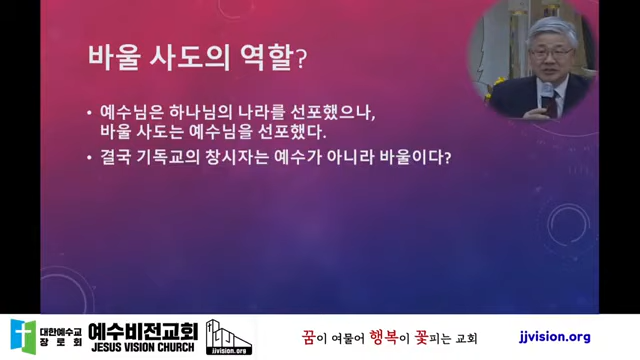 바울 사도의 역할?
• 예수님은 하나님의 나라를 선포했으나,
바울 사도는 예수님을 선포했다.
• 결국 기독교의 창시자는 예수가 아니라 바울이다?
대한예수교
장로회
예수비전교회
JESUS VISION CHURCH
jjvision.org
꿈이 여물어 행복이 꽃피는 교회
jjvision.org